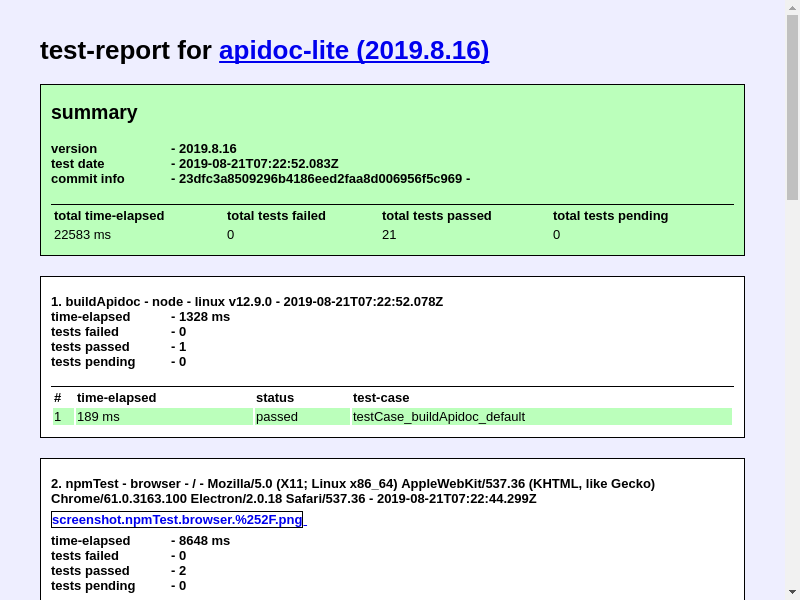 test-report for apidoc-lite (2019.8.16)
summary
version - 2019.8.16
test date - 2019-08-21T07:22:52.083Z
commit info - 23dfc3a8509296b4186eed2faa8d006956f5c969 -
total time-elapsed total tests failed total tests passed total tests pending
22583 ms 0 21 0
1. buildApidoc - node - linux v12.9.0 - 2019-08-21T07:22:52.078Z
time-elapsed - 1328 ms
tests failed - 0
tests passed - 1
tests pending - 0
# time-elapsed status test-case
1 189 ms passed testCase_buildApidoc_default
2. npmTest - browser - / - Mozilla/5.0 (X11; Linux x86_64) AppleWebKit/537.36 (KHTML, like Gecko)
Chrome/61.0.3163.100 Electron/2.0.18 Safari/537.36 - 2019-08-21T07:22:44.299Z
screenshot.npmTest.browser.%252F.png
time-elapsed - 8648 ms
tests failed - 0
tests passed - 2
tests pending - 0